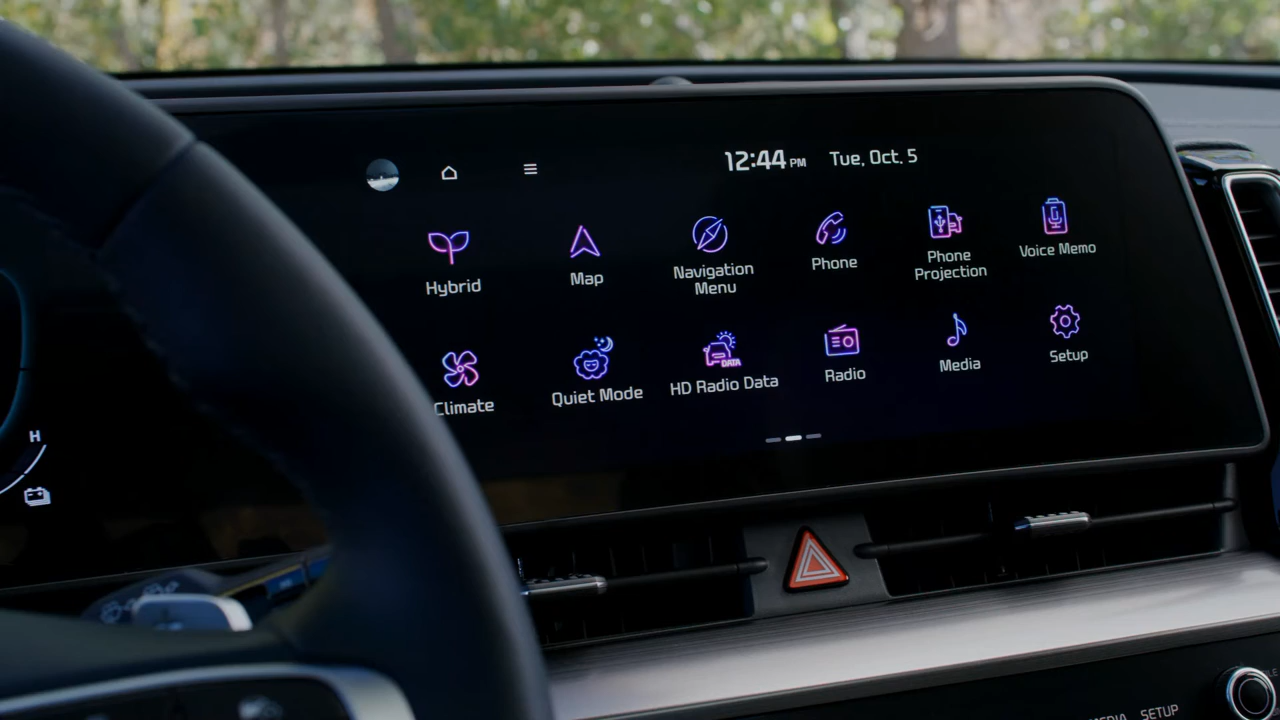 12:44 PM Tue, Oct. 5
Hybrid
Map
Navigation
Menu
Phone
Phone
Projection
Voice Memo
Climate
Quiet Mode
DATA
HD Radio Data
Radio
Media
Setup
H
SETUP